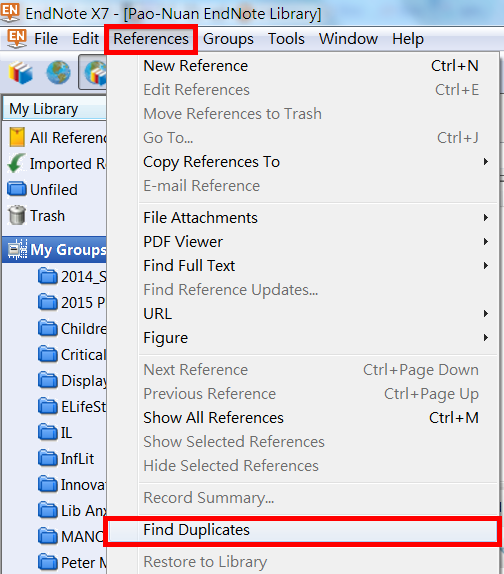 EndNote X7 - [Pao-Nuan EndNote Library]
File Edit References Groups Tools Window Help
My Library
All Referen
Imported R
Unfiled
Trash
My Groups
2014_S
2015 P
Childre
Critical
Display
ELifeSt
IL
InfLit
Innova
Lib Anx
MANO
Peter M
New Reference Ctrl+N
Edit References Ctrl+E
Move References to Trash
Go To... Ctrl+J
Copy References To
E-mail Reference
File Attachments
PDF Viewer
Find Full Text
Find Reference Updates...
URL
Figure
Next Reference Ctrl+Page Down
Previous Reference Ctrl+Page Up
Show All References Ctrl+M
Show Selected References
Hide Selected References
Record Summary...
Find Duplicates
Restore to Library